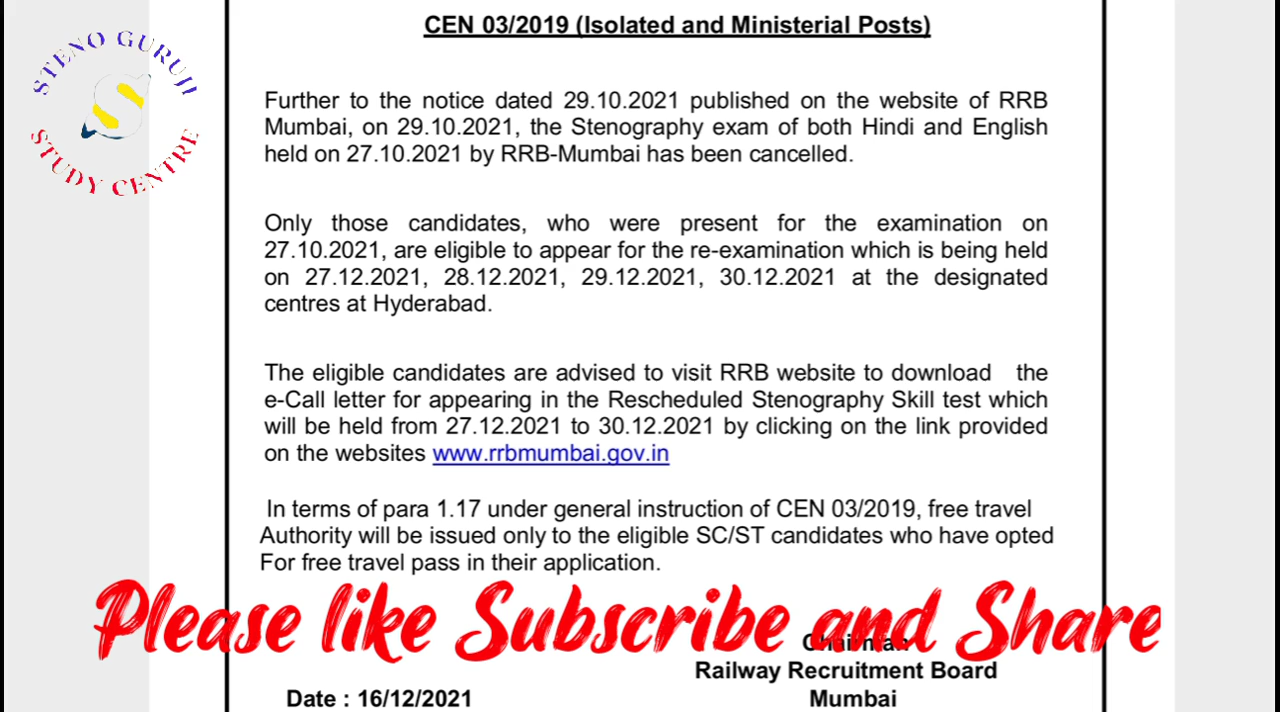 STENO GURUJI
S
STUDY CENTRE
CEN 03/2019 (Isolated and Ministerial Posts)
Further to the notice dated 29.10.2021 published on the website of RRB
Mumbai, on 29.10.2021, the Stenography exam of both Hindi and English
held on 27.10.2021 by RRB-Mumbai has been cancelled.
Only those candidates, who were present for the examination on
27.10.2021, are eligible to appear for the re-examination which is being held
on 27.12.2021, 28.12.2021, 29.12.2021, 30.12.2021 at the designated
centres at Hyderabad.
The eligible candidates are advised to visit RRB website to download the
e-Call letter for appearing in the Rescheduled Stenography Skill test which
will be held from 27.12.2021 to 30.12.2021 by clicking on the link provided
on the websites www.rrbmumbai.gov.in
In terms of para 1.17 under general instruction of CEN 03/2019, free travel
Authority will be issued only to the eligible SC/ST candidates who have opted
For free travel pass in their application.
Please like Subscribe and Share
Chairman
Railway Recruitment Board
Date : 16/12/2021 Mumbai